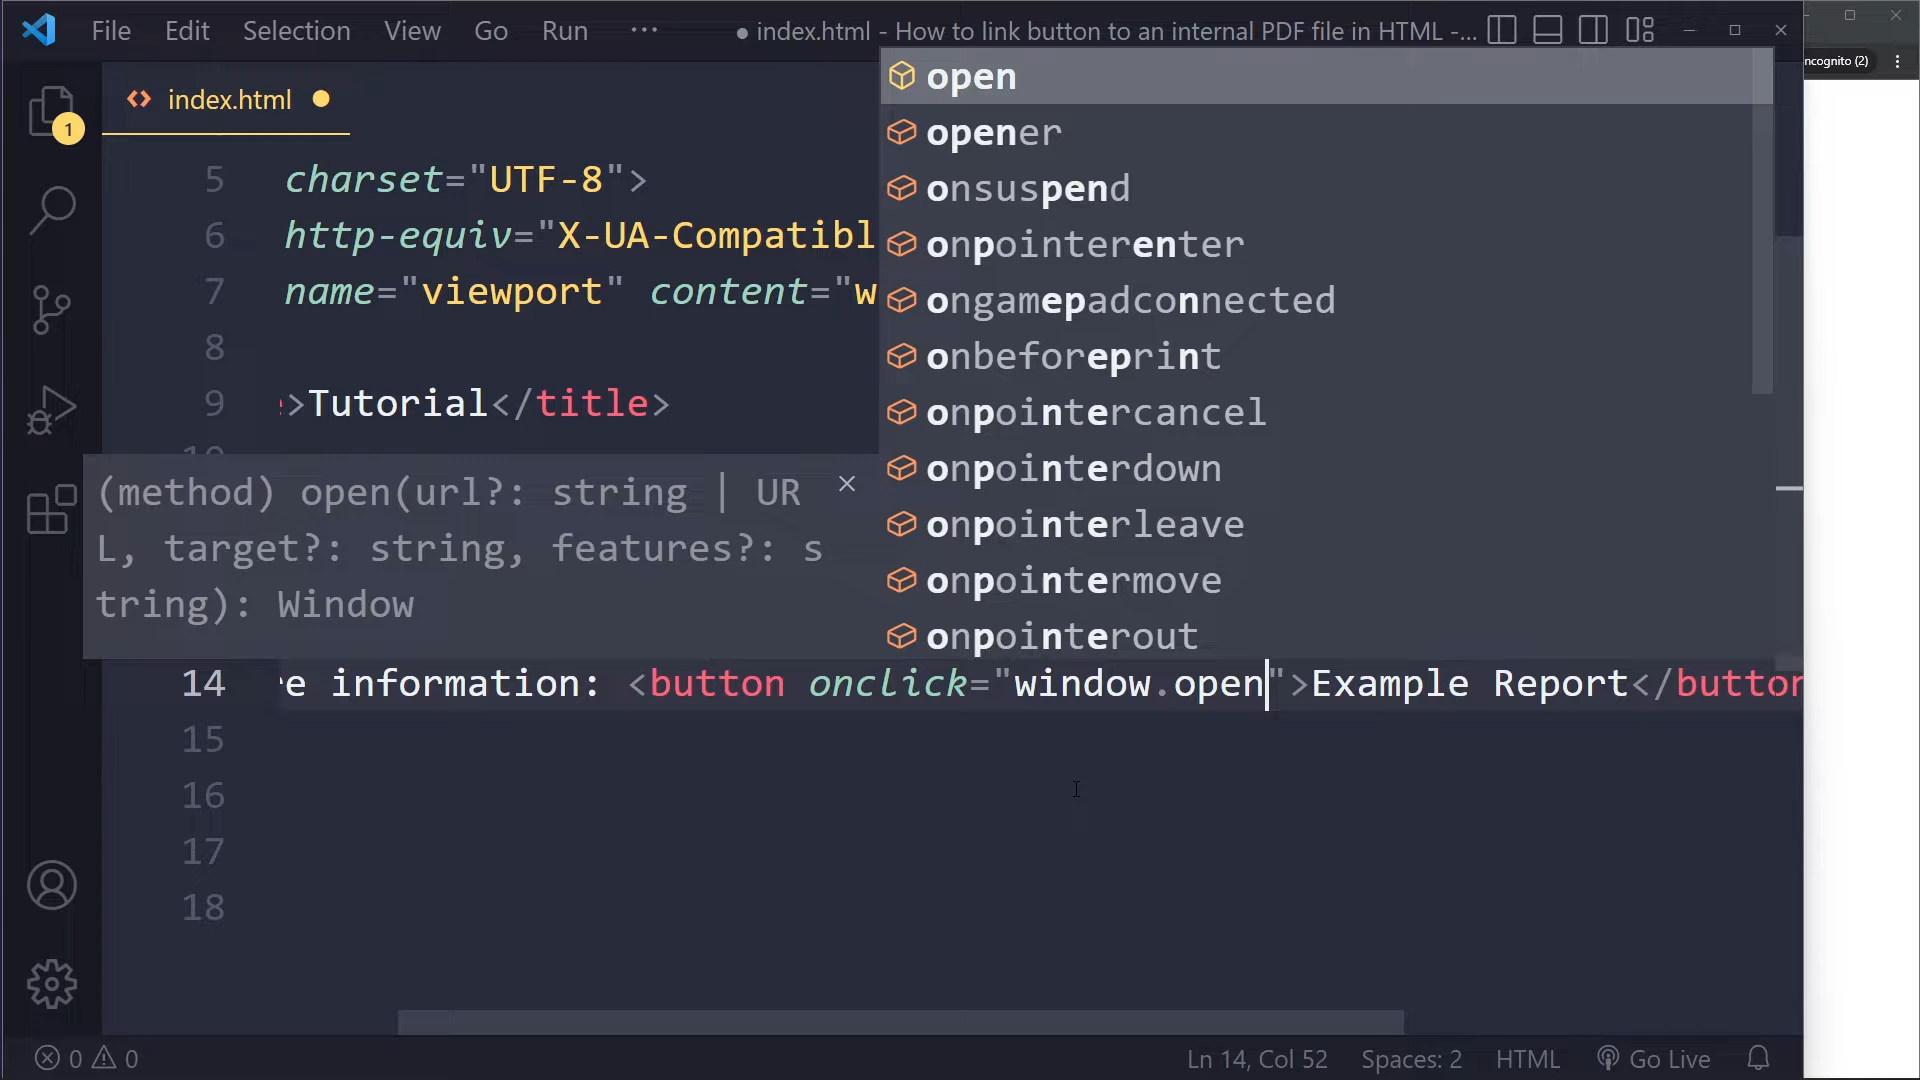 File Edit Selection View Go Run ··· ● index.html - How to link button to an internal PDF file in HTML -...
ncognito (2)
<> index.html ●
1
5 charset="UTF-8">
6 http-equiv="X-UA-Compatibl
7 name="viewport" content="w
8
9 >Tutorial</title>
open
opener
onsuspend
onpointerenter
ongamepadconnected
onbeforeprint
onpointercancel
onpointerdown
onpointerleave
onpointermove
onpointerout
(method) open(url?: string | UR
L, target?: string, features?: s
tring): Window
14 e information: <button onclick="window.open">Example Report</button
15
16
17
18
0 0 Ln 14, Col 52 Spaces: 2 HTML Go Live